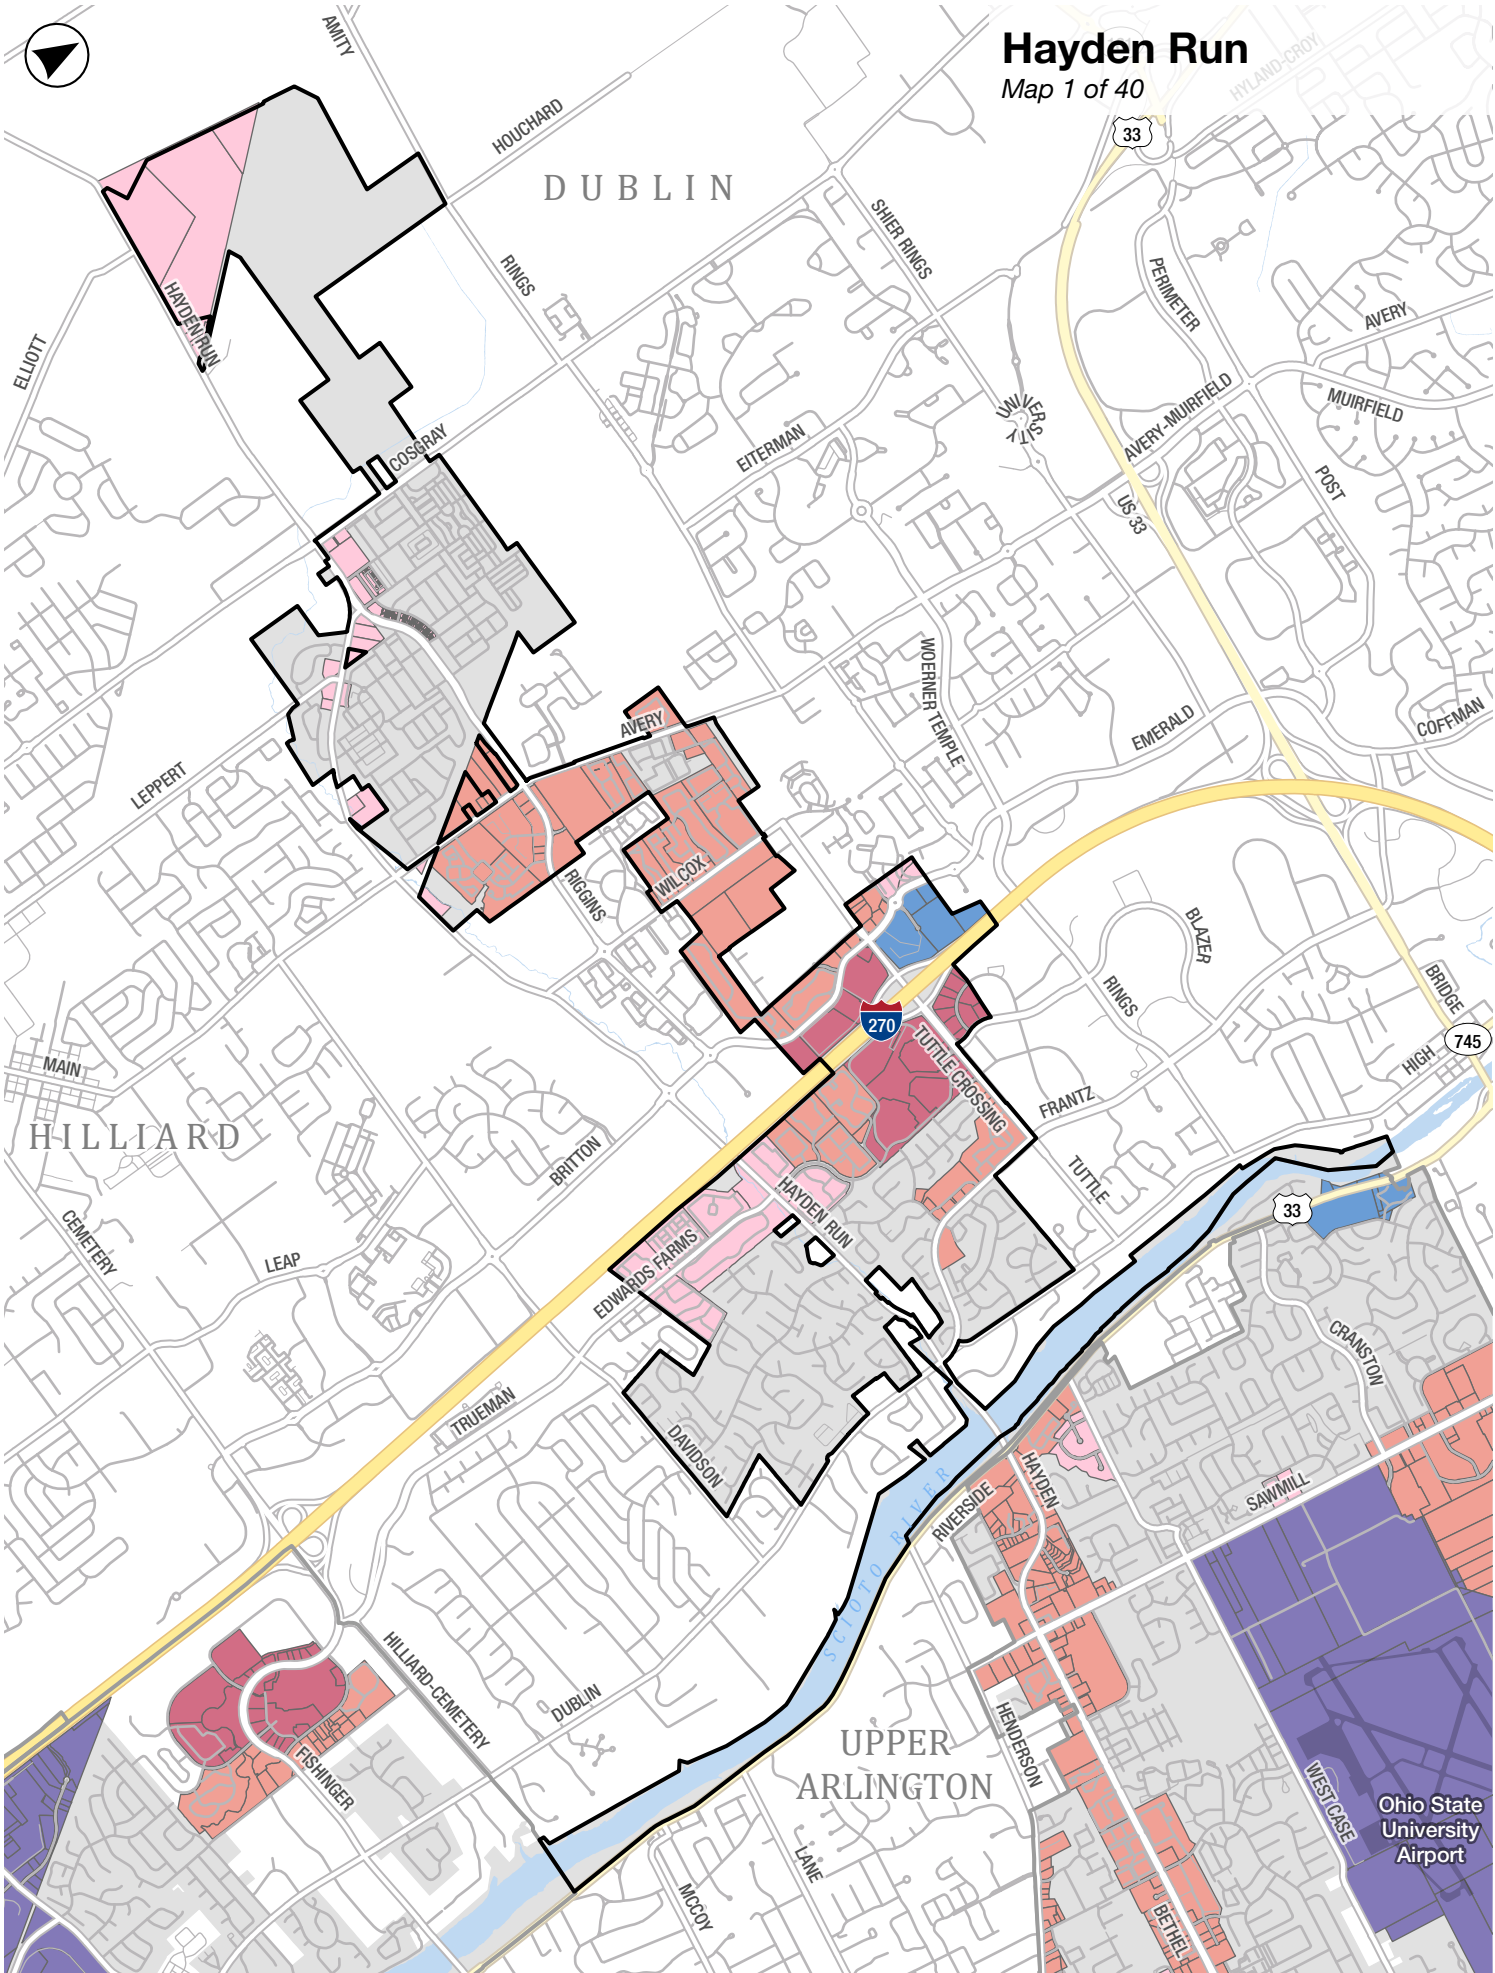 Hayden Run
Map 1 of 40
AMITY
HYLAND-CROY
33
HOUCHARD
DUBLIN
SHIER RINGS
RINGS
PERIMETER
AVERY
HAYDEN RUN
ELLIOTT
MUIRFIELD
AVERY-MUIRFIELD
UNIVERSITY
COSGRAY
EITERMAN
POST
US 33
WOERNER TEMPLE
EMERALD
COFFMAN
AVERY
LEPPERT
WILCOX
RIGGINS
BLAZER
RINGS
BRIDGE
270
TUTTLE CROSSING
745
HIGH
MAIN
FRANTZ
HILLIARD
BRITTON
TUTTLE
HAYDEN RUN
33
CEMETERY
LEAP
EDWARDS FARMS
CRANSTON
TRUEMAN
DAVIDSON
HAYDEN
SAWMILL
RIVERSIDE
SCIOTO RIVER
HILLIARD-CEMETERY
DUBLIN
HENDERSON
UPPER
ARLINGTON
FISHINGER
WEST CASE
Ohio State
University
Airport
LANE
MCCOY
BETHEL